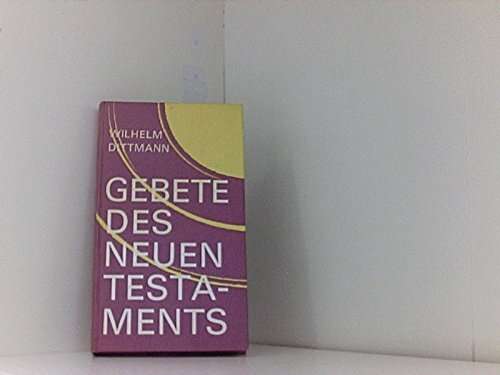 WILHELM
DITTMANN
GEBETE
DES
NEUEN
TESTA-
MENTS